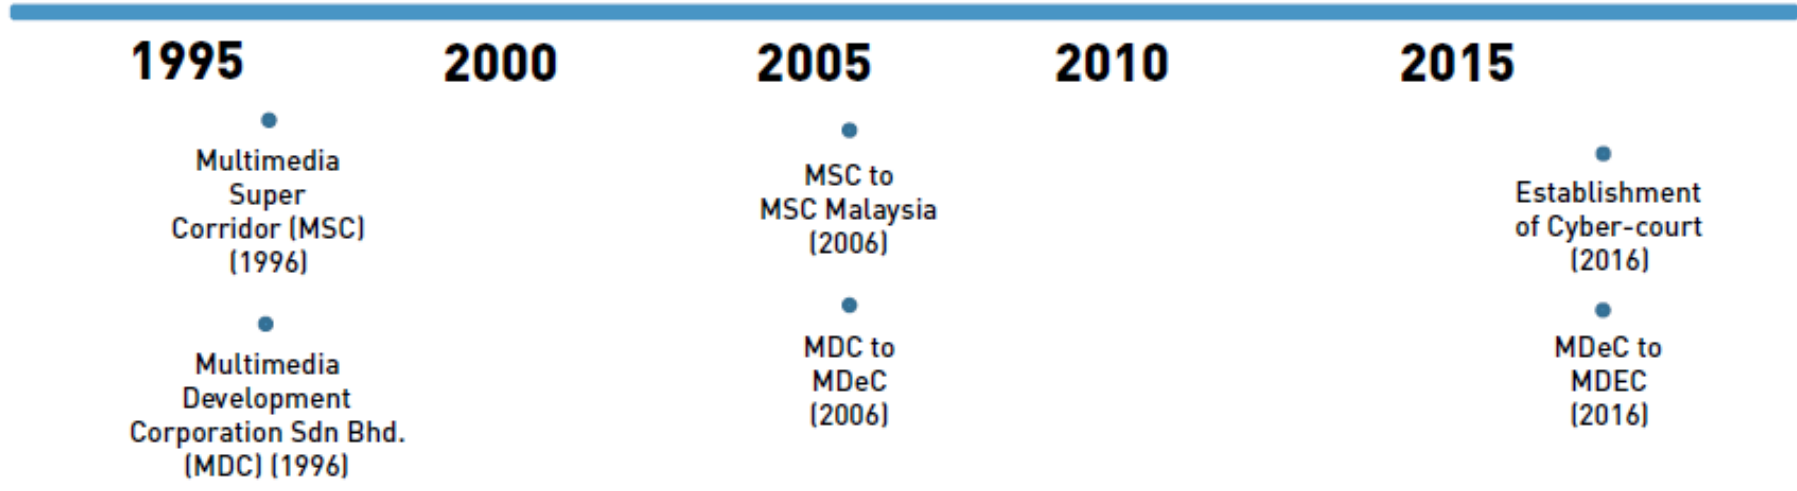 1995 2000 2005 2010 2015
Multimedia
Super
Corridor (MSC)
(1996)
Multimedia
Development
Corporation Sdn Bhd.
(MDC) (1996)
MSC to
MSC Malaysia
(2006)
MDC to
MDeC
(2006)
Establishment
of Cyber-court
(2016)
MDeC to
MDEC
(2016)